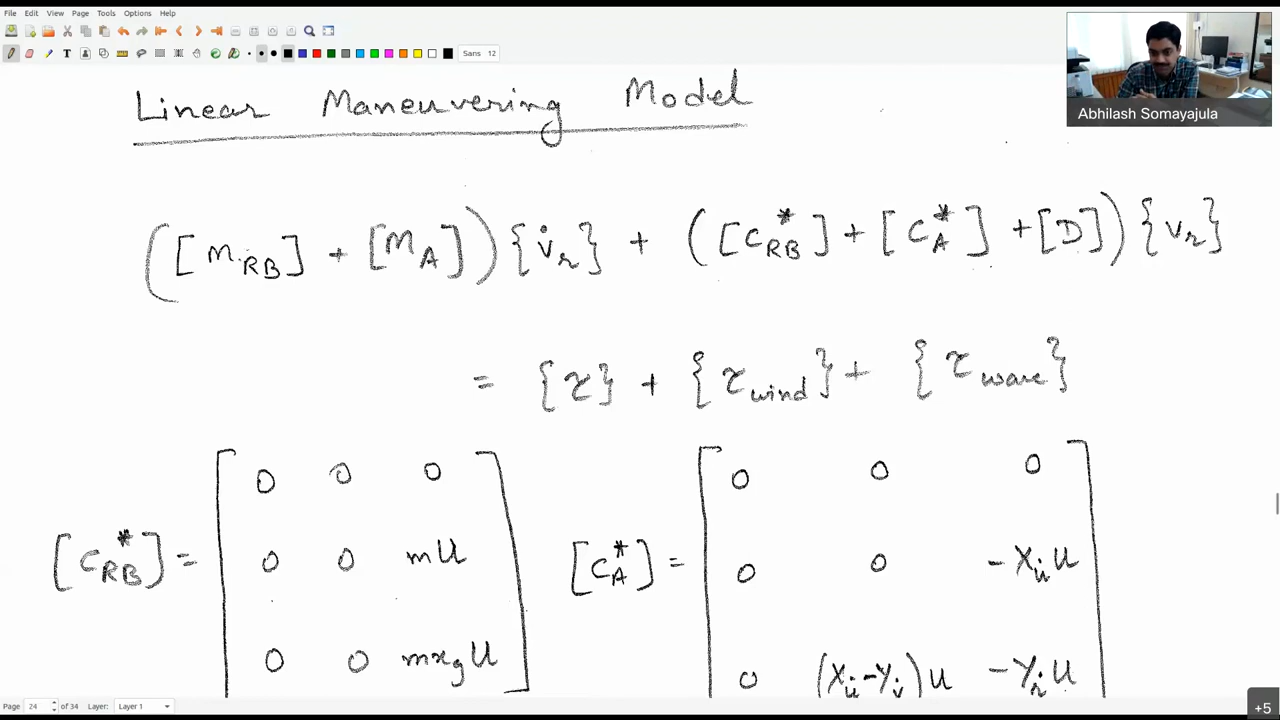 File Edit View Page Tools Options Help
T Sans 12
Abhilash Somayajula
Linear Maneuvering Model
([M_RB] + [M_A]){v̇_r} + ([C*_RB] + [C*_A] + [D]){v_r}
= {τ} + {τ_wind} + {τ_wave}
[C*_RB] = [0 0 0; 0 0 mU; 0 0 mx_gU]
[C*_A] = [0 0 0; 0 0 -X_u̇U; 0 (X_u̇-Y_v̇)U -Y_ṙU]
Page 24 of 34 Layer: Layer 1
+5